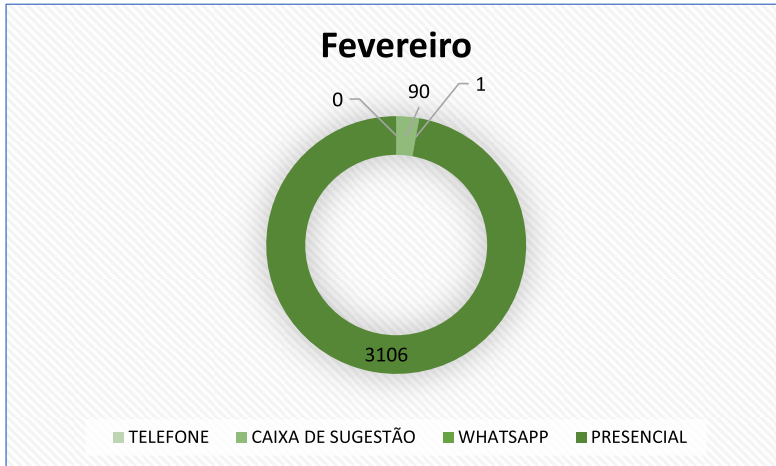 Fevereiro
0
90
1
3106
TELEFONE
CAIXA DE SUGESTÃO
WHATSAPP
PRESENCIAL